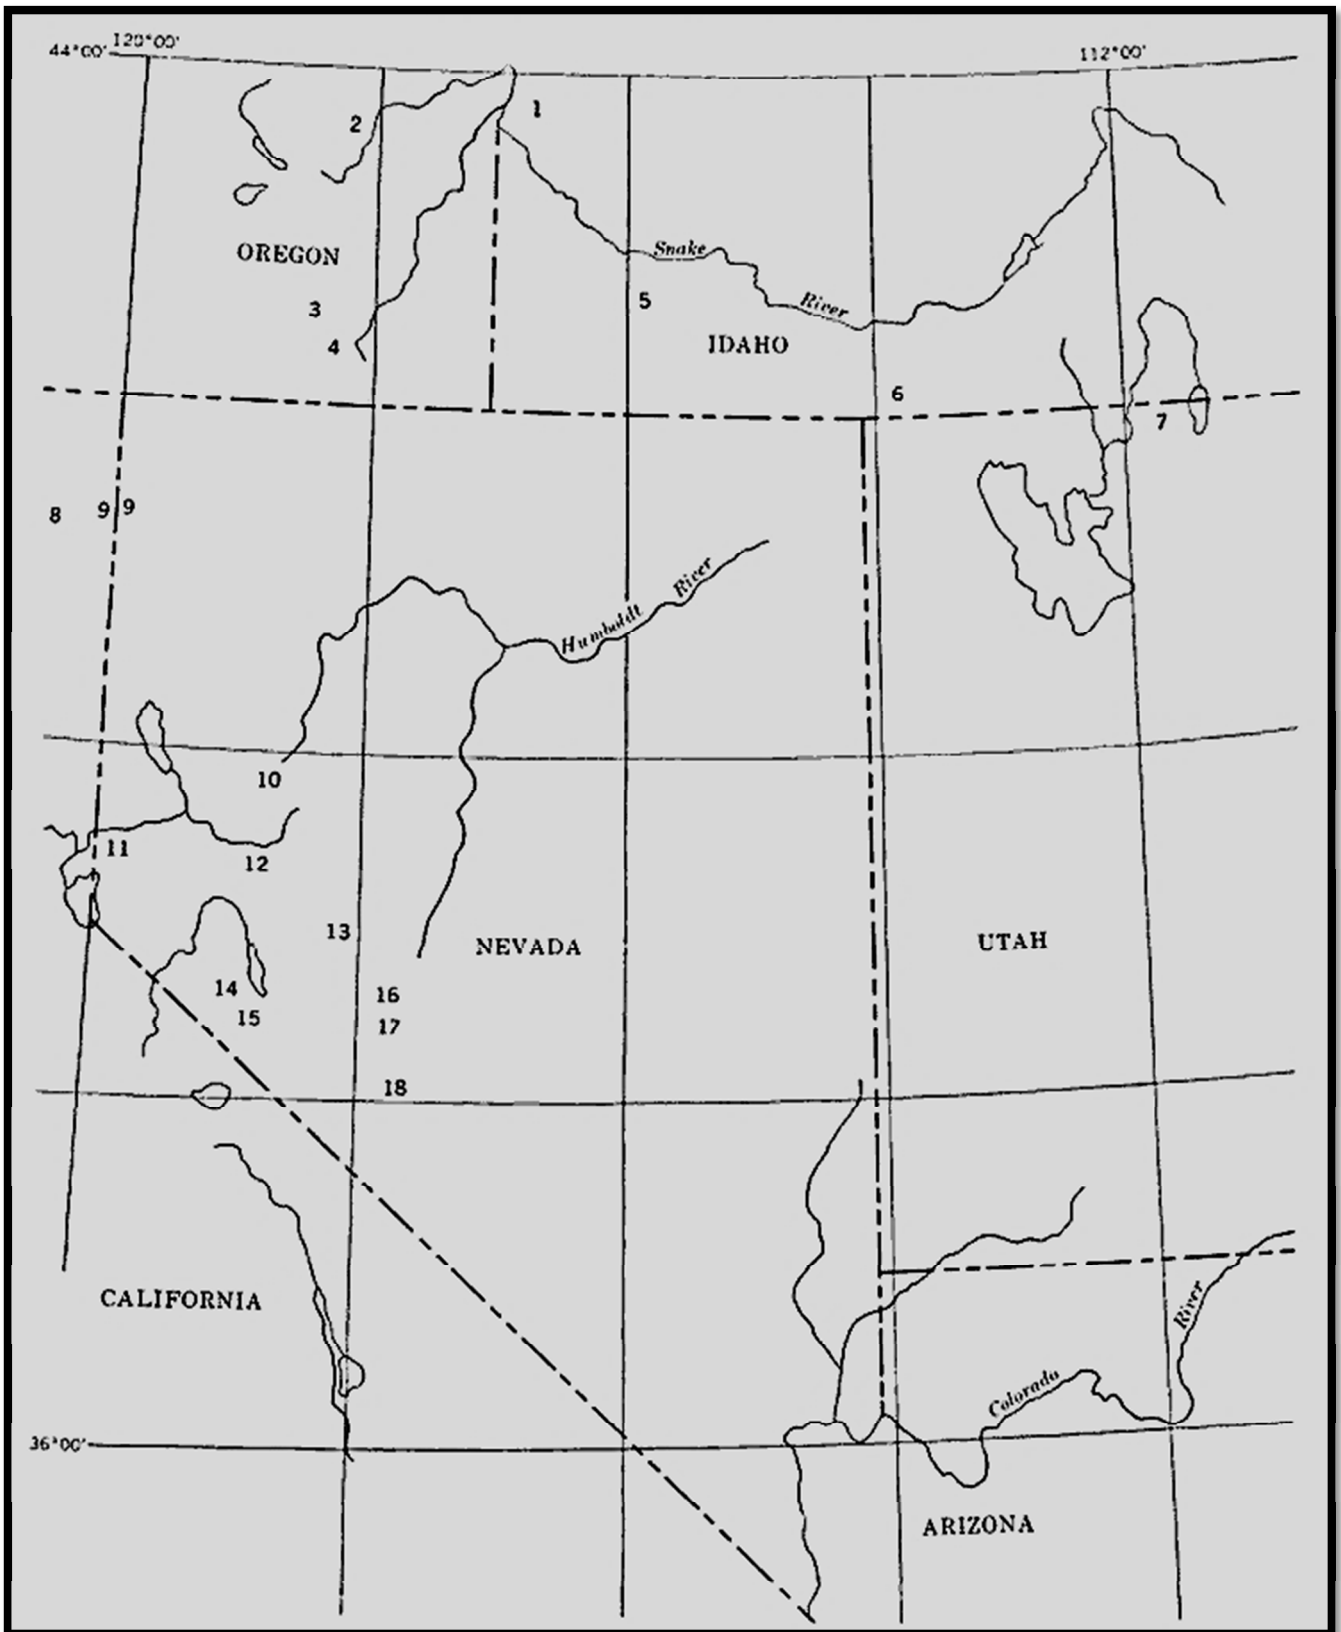 120°00'
44°00'
112°00'
1
2
OREGON
Snake
3
5
River
4
IDAHO
6
7
8
9 9
River
Humboldt
10
11
12
13
NEVADA
UTAH
14
16
15
17
18
CALIFORNIA
River
Colorado
36°00'
ARIZONA